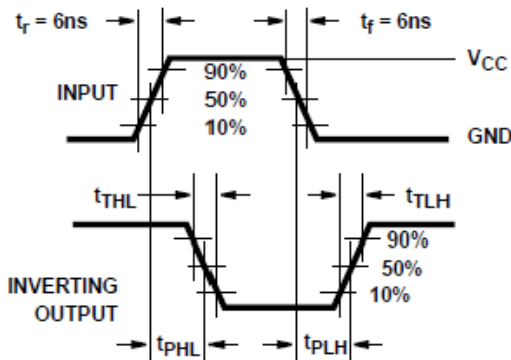 tr = 6ns
tf = 6ns
VCC
90%
INPUT
50%
10%
GND
tTHL
tTLH
90%
50%
INVERTING
OUTPUT
10%
tPHL
tPLH